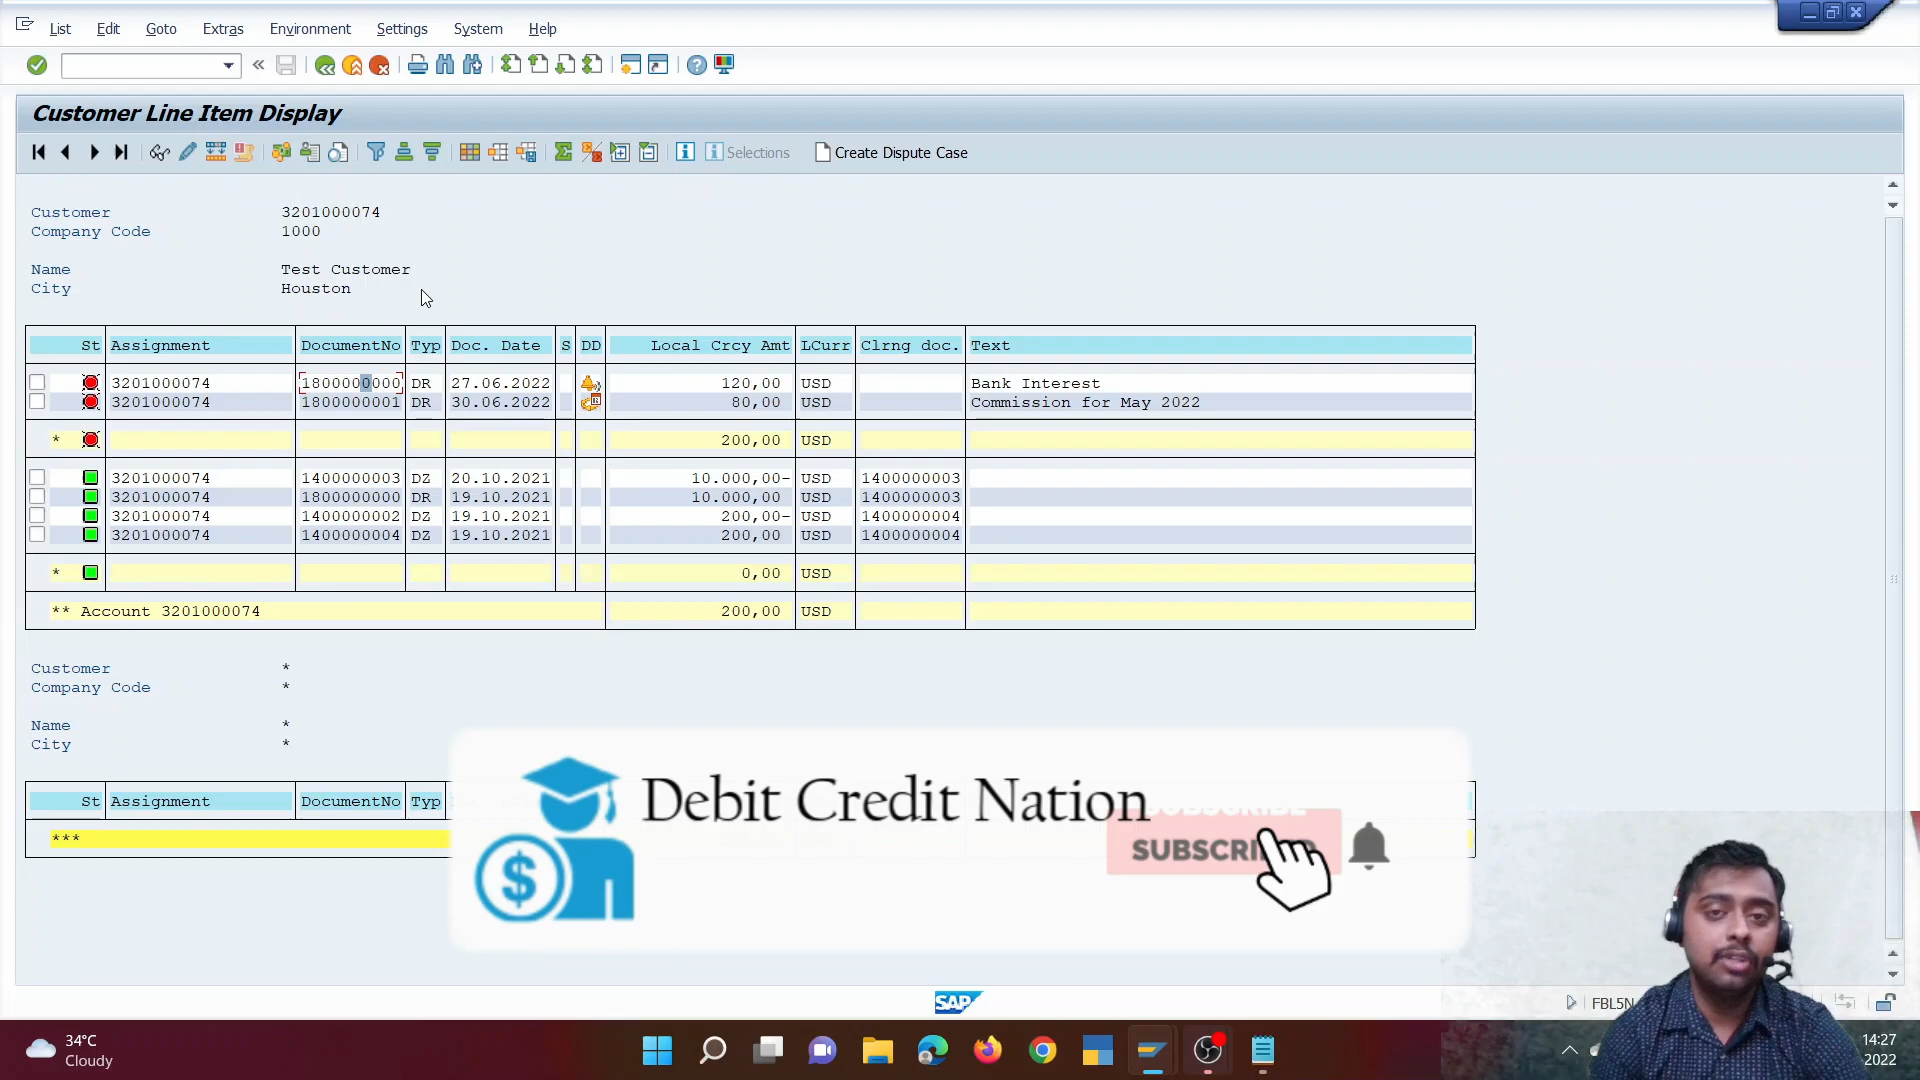 List Edit Goto Extras Environment Settings System Help
Customer Line Item Display
Selections Create Dispute Case
Customer 3201000074
Company Code 1000
Name Test Customer
City Houston
St Assignment DocumentNo Typ Doc. Date S DD Local Crcy Amt LCurr Clrng doc. Text
3201000074 1800000000 DR 27.06.2022 120,00 USD Bank Interest
3201000074 1800000001 DR 30.06.2022 80,00 USD Commission for May 2022
* 200,00 USD
3201000074 1400000003 DZ 20.10.2021 10.000,00- USD 1400000003
3201000074 1800000000 DR 19.10.2021 10.000,00 USD 1400000003
3201000074 1400000002 DZ 19.10.2021 200,00- USD 1400000004
3201000074 1400000004 DZ 19.10.2021 200,00 USD 1400000004
* 0,00 USD
** Account 3201000074 200,00 USD
Customer *
Company Code *
Name *
City *
St Assignment DocumentNo Typ
***
Debit Credit Nation
$
SAP
FBL5N
34°C
Cloudy
14:27
2022